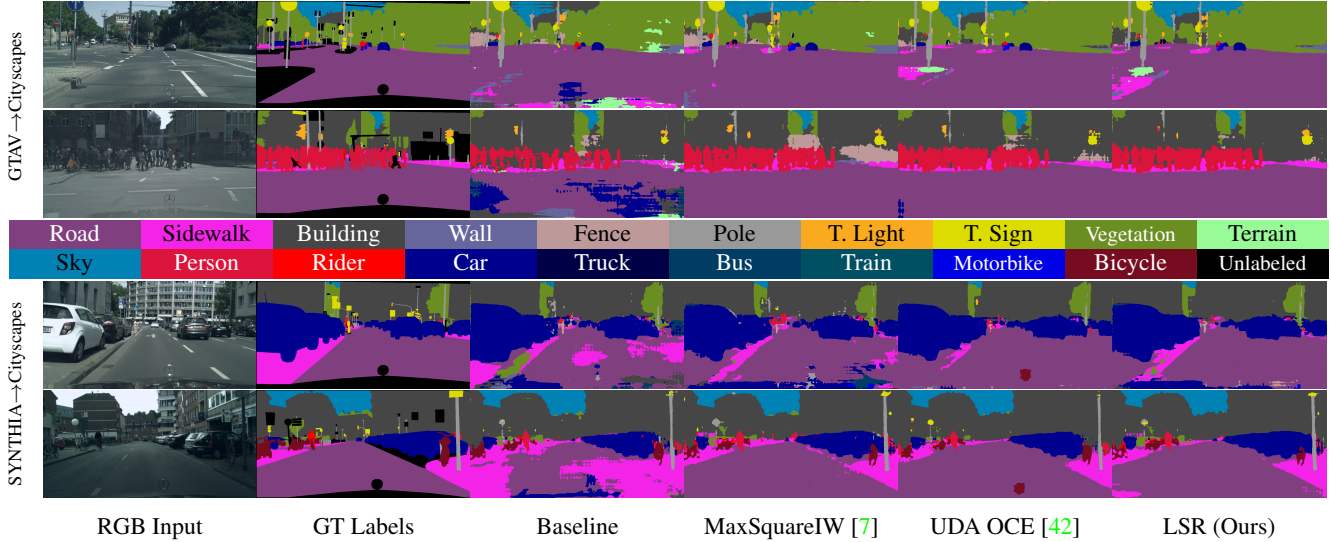 GTAV→Cityscapes
Road Sidewalk Building Wall Fence Pole T. Light T. Sign Vegetation Terrain
Sky Person Rider Car Truck Bus Train Motorbike Bicycle Unlabeled
SYNTHIA→Cityscapes
RGB Input GT Labels Baseline MaxSquareIW [7] UDA OCE [42] LSR (Ours)